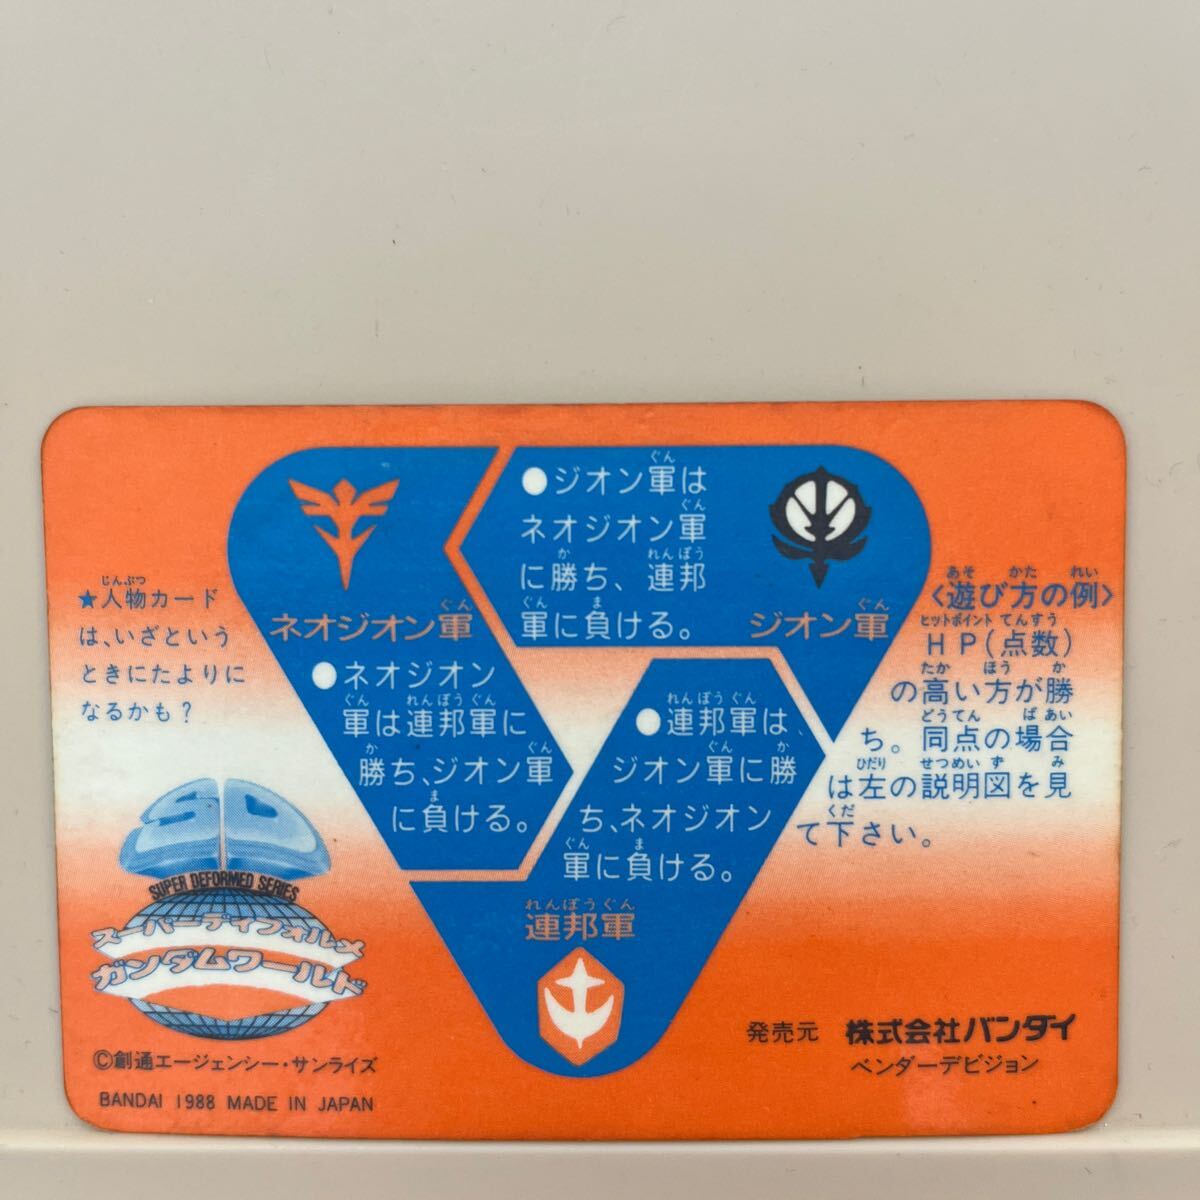 ●ジオン軍は
ネオジオン軍
に勝ち、連邦
軍に負ける。
ジオン軍
ネオジオン軍
●ネオジオン
軍は連邦軍に
勝ち、ジオン軍
に負ける。
●連邦軍は、
ジオン軍に勝
ち、ネオジオン
軍に負ける。
連邦軍
★人物カード
は、いざという
ときにたよりに
なるかも?
<遊び方の例>
HP(点数)
の高い方が勝
ち。同点の場合
は左の説明図を見
て下さい。
SD
SUPER DEFORMED SERIES
スーパーディフォルメ
ガンダムワールド
©創通エージェンシー・サンライズ
BANDAI 1988 MADE IN JAPAN
発売元 株式会社バンダイ
ベンダーデビジョン